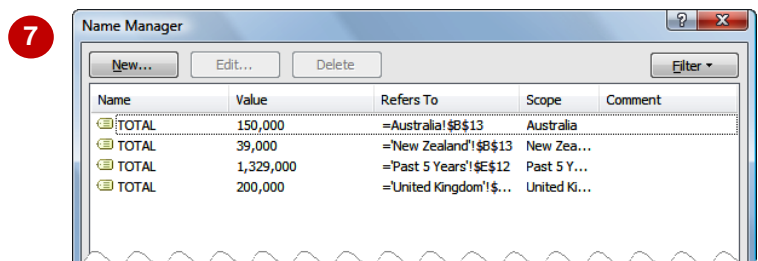 7
Name Manager
New... Edit... Delete Filter
Name Value Refers To Scope Comment
TOTAL 150,000 =Australia!$B$13 Australia
TOTAL 39,000 ='New Zealand'!$B$13 New Zea...
TOTAL 1,329,000 ='Past 5 Years'!$E$12 Past 5 Y...
TOTAL 200,000 ='United Kingdom'!$... United Ki...